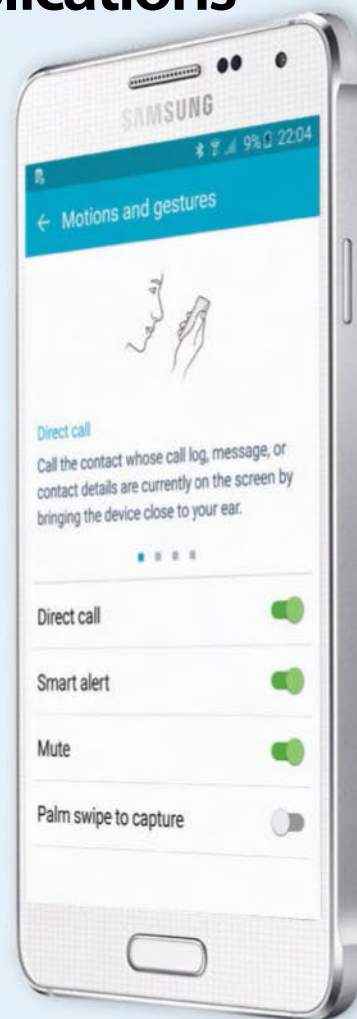 SAMSUNG
9% 22:04
← Motions and gestures
Direct call
Call the contact whose call log, message, or
contact details are currently on the screen by
bringing the device close to your ear.
Direct call
Smart alert
Mute
Palm swipe to capture